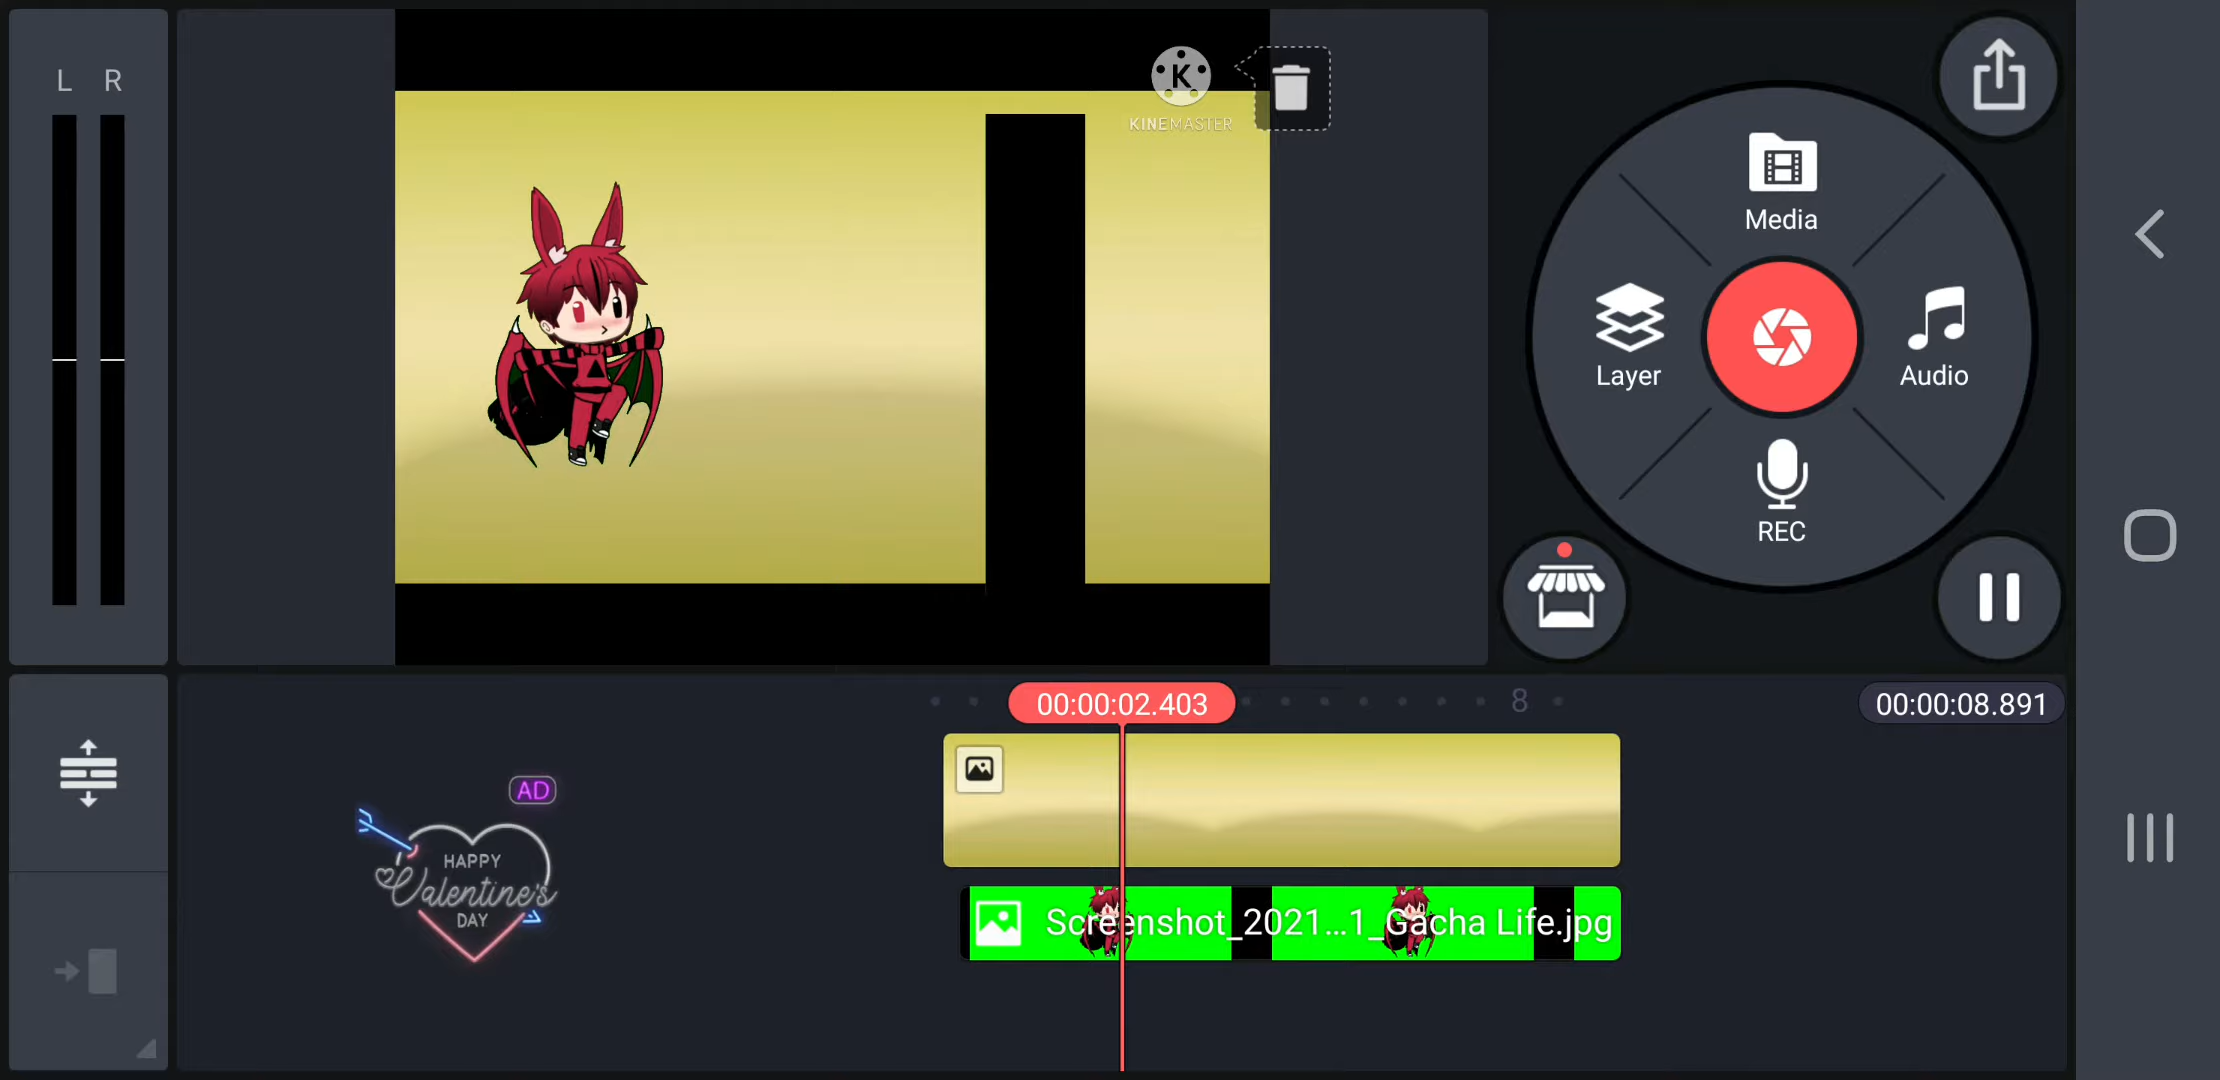 L R
KINEMASTER
Media
Layer
Audio
REC
00:00:02.403
8
00:00:08.891
AD
HAPPY
Valentine's
DAY
Screenshot_2021...1_Gacha Life.jpg